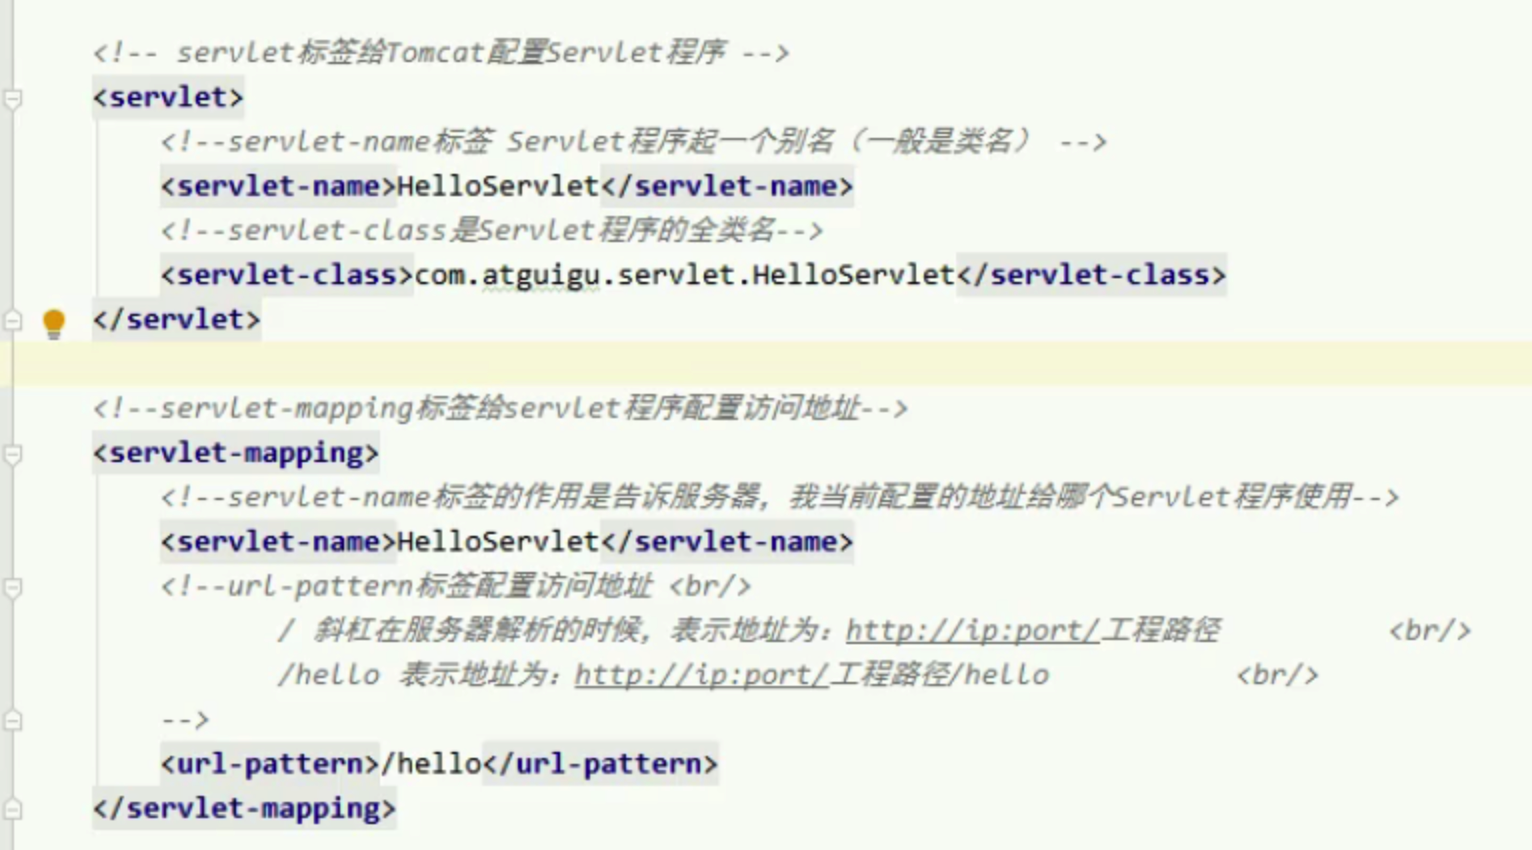 <!-- servlet标签给Tomcat配置Servlet程序 -->
<servlet>
<!--servlet-name标签 Servlet程序起一个别名（一般是类名） -->
<servlet-name>HelloServlet</servlet-name>
<!--servlet-class是Servlet程序的全类名-->
<servlet-class>com.atguigu.servlet.HelloServlet</servlet-class>
</servlet>
<!--servlet-mapping标签给servlet程序配置访问地址-->
<servlet-mapping>
<!--servlet-name标签的作用是告诉服务器，我当前配置的地址给哪个Servlet程序使用-->
<servlet-name>HelloServlet</servlet-name>
<!--url-pattern标签配置访问地址 <br/>
/ 斜杠在服务器解析的时候，表示地址为：http://ip:port/工程路径 <br/>
/hello 表示地址为：http://ip:port/工程路径/hello <br/>
-->
<url-pattern>/hello</url-pattern>
</servlet-mapping>